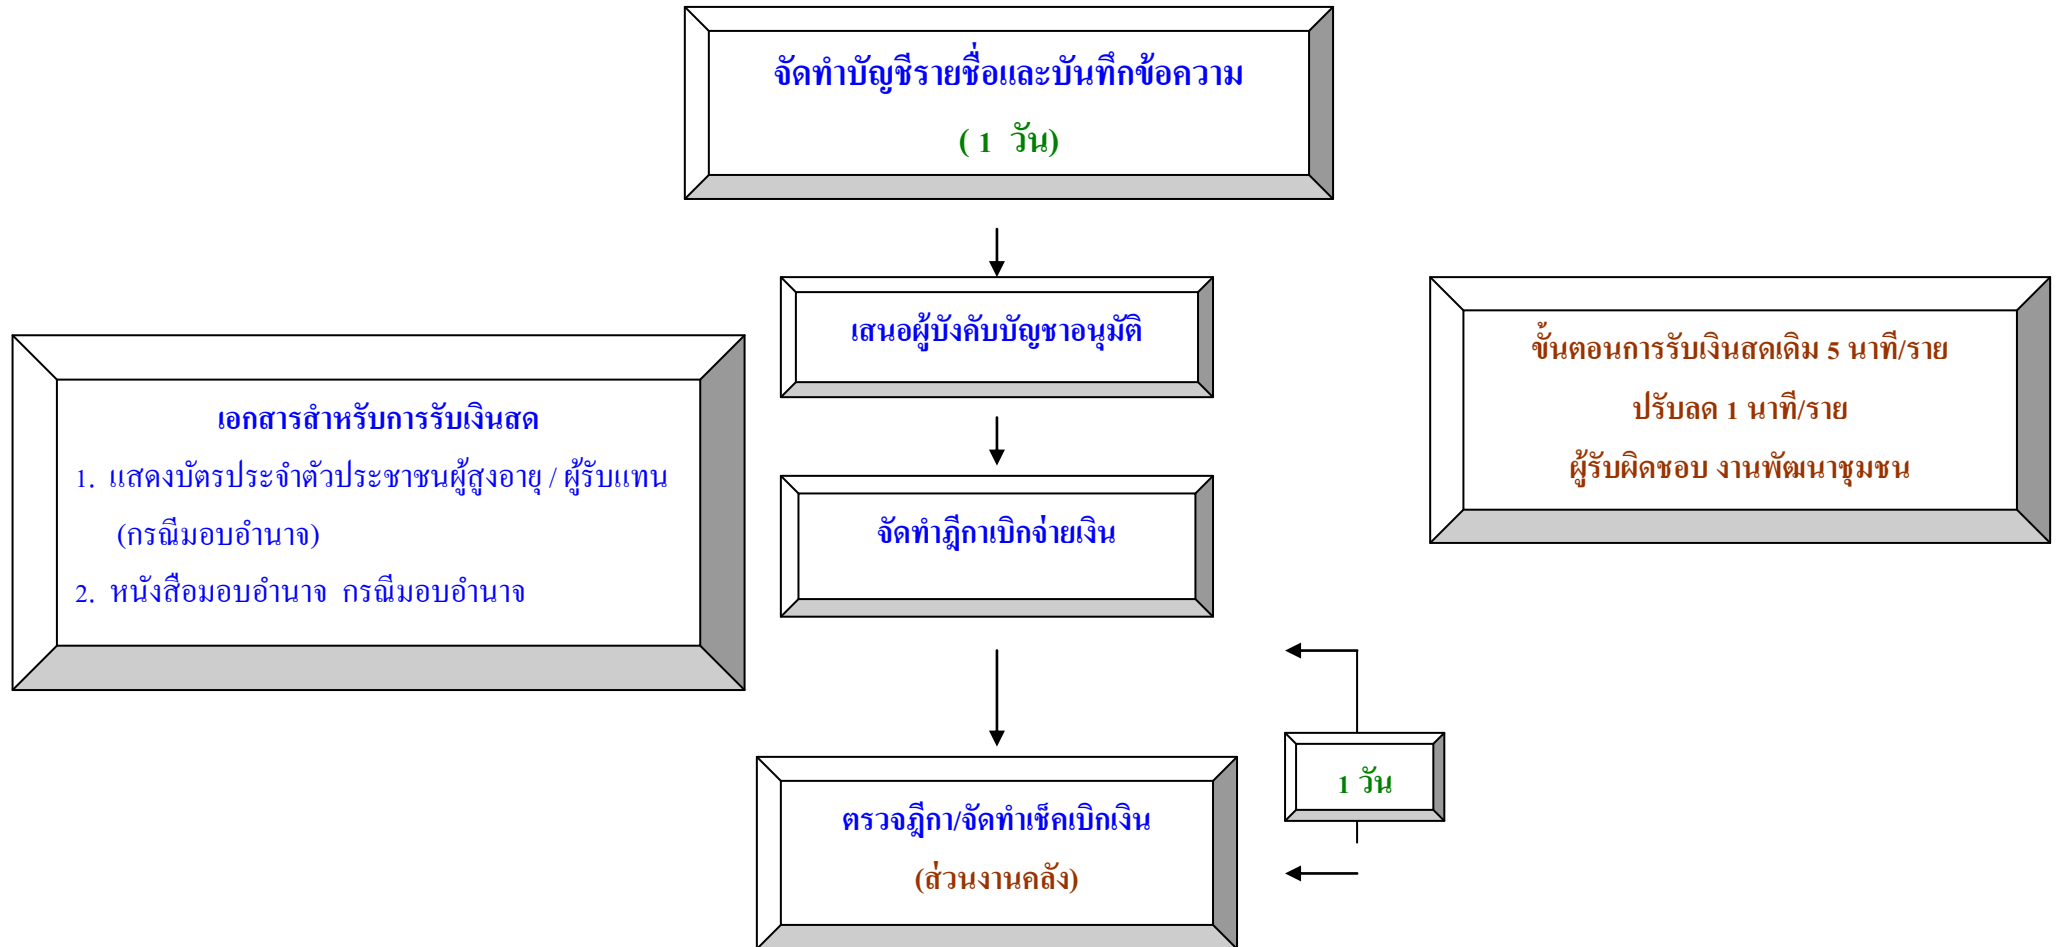 จัดทำบัญชีรายชื่อและบันทึกข้อความ
( 1 วัน)
เสนอผู้บังคับบัญชาอนุมัติ
ขั้นตอนการรับเงินสดเดิม 5 นาที/ราย
ปรับลด 1 นาที/ราย
ผู้รับผิดชอบ งานพัฒนาชุมชน
เอกสารสำหรับการรับเงินสด
1. แสดงบัตรประจำตัวประชาชนผู้สูงอายุ / ผู้รับแทน
(กรณีมอบอำนาจ)
2. หนังสือมอบอำนาจ กรณีมอบอำนาจ
จัดทำฎีกาเบิกจ่ายเงิน
1 วัน
ตรวจฎีกา/จัดทำเช็คเบิกเงิน
(ส่วนงานคลัง)